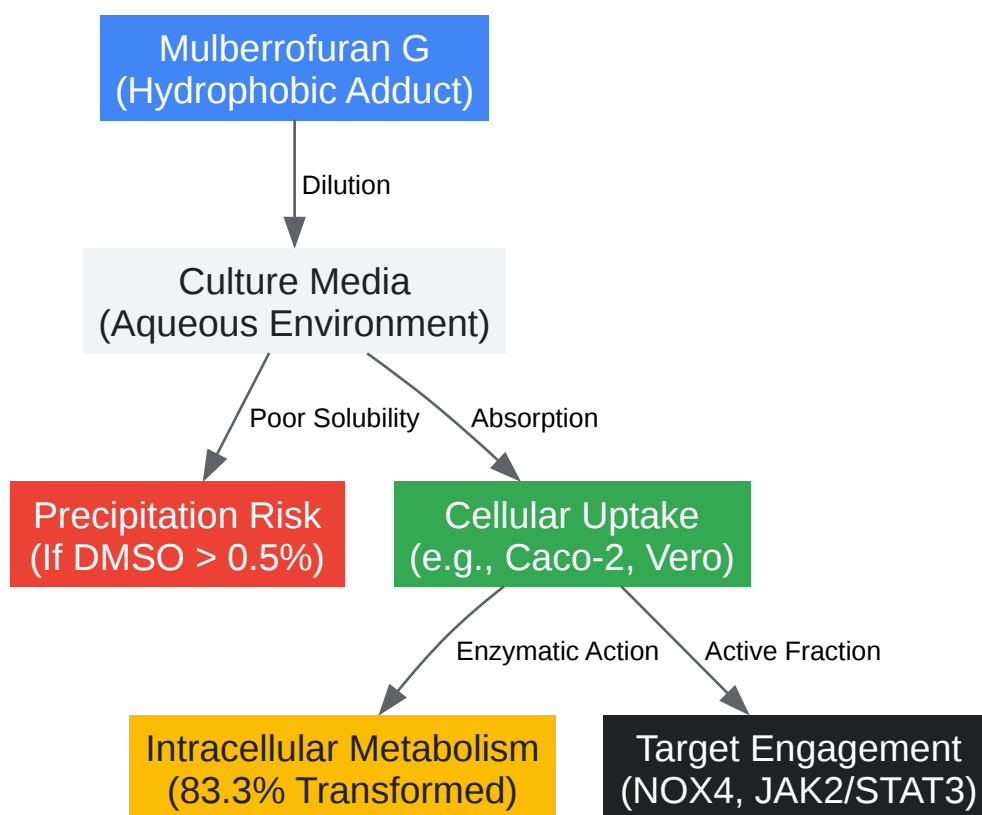 Mulberrofuran G
(Hydrophobic Adduct)
Dilution
Culture Media
(Aqueous Environment)
Poor Solubility
Absorption
Precipitation Risk
(If DMSO > 0.5%)
Cellular Uptake
(e.g., Caco-2, Vero)
Enzymatic Action
Active Fraction
Intracellular Metabolism
(83.3% Transformed)
Target Engagement
(NOX4, JAK2/STAT3)